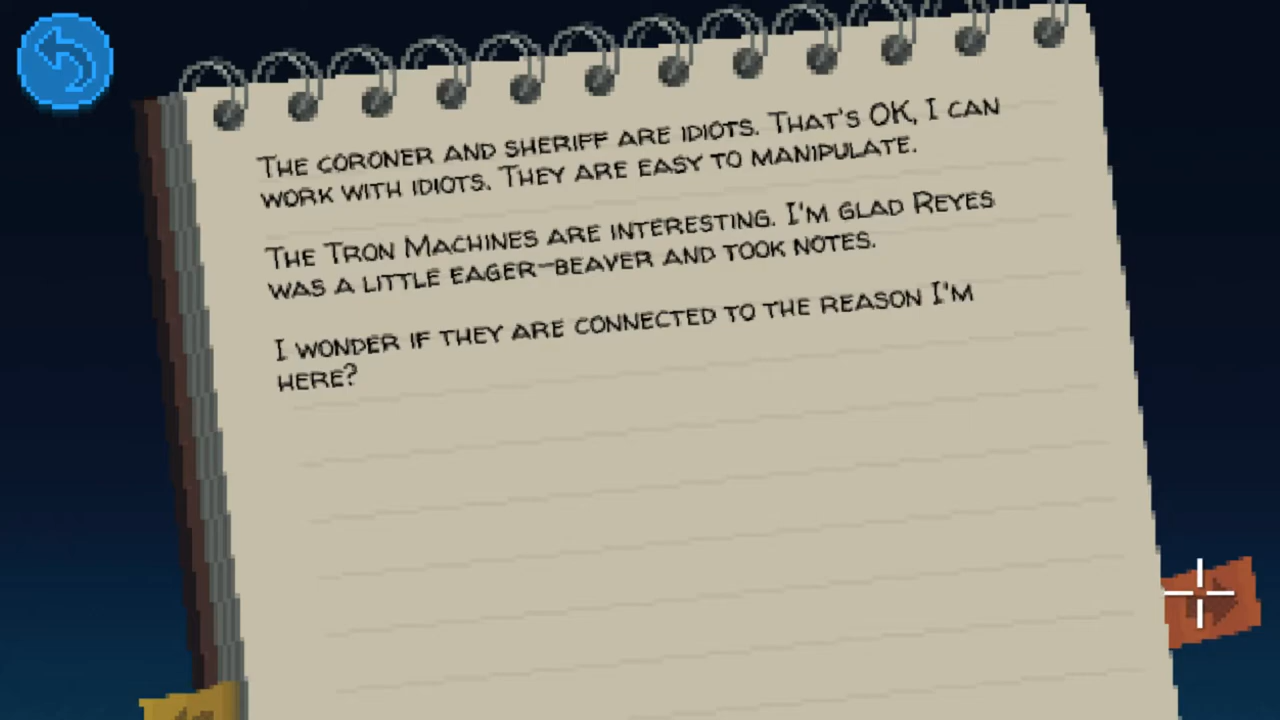 The coroner and sheriff are idiots. That's OK, I can
work with idiots. They are easy to manipulate.
The Tron Machines are interesting. I'm glad Reyes
was a little eager-beaver and took notes.
I wonder if they are connected to the reason I'm
here?